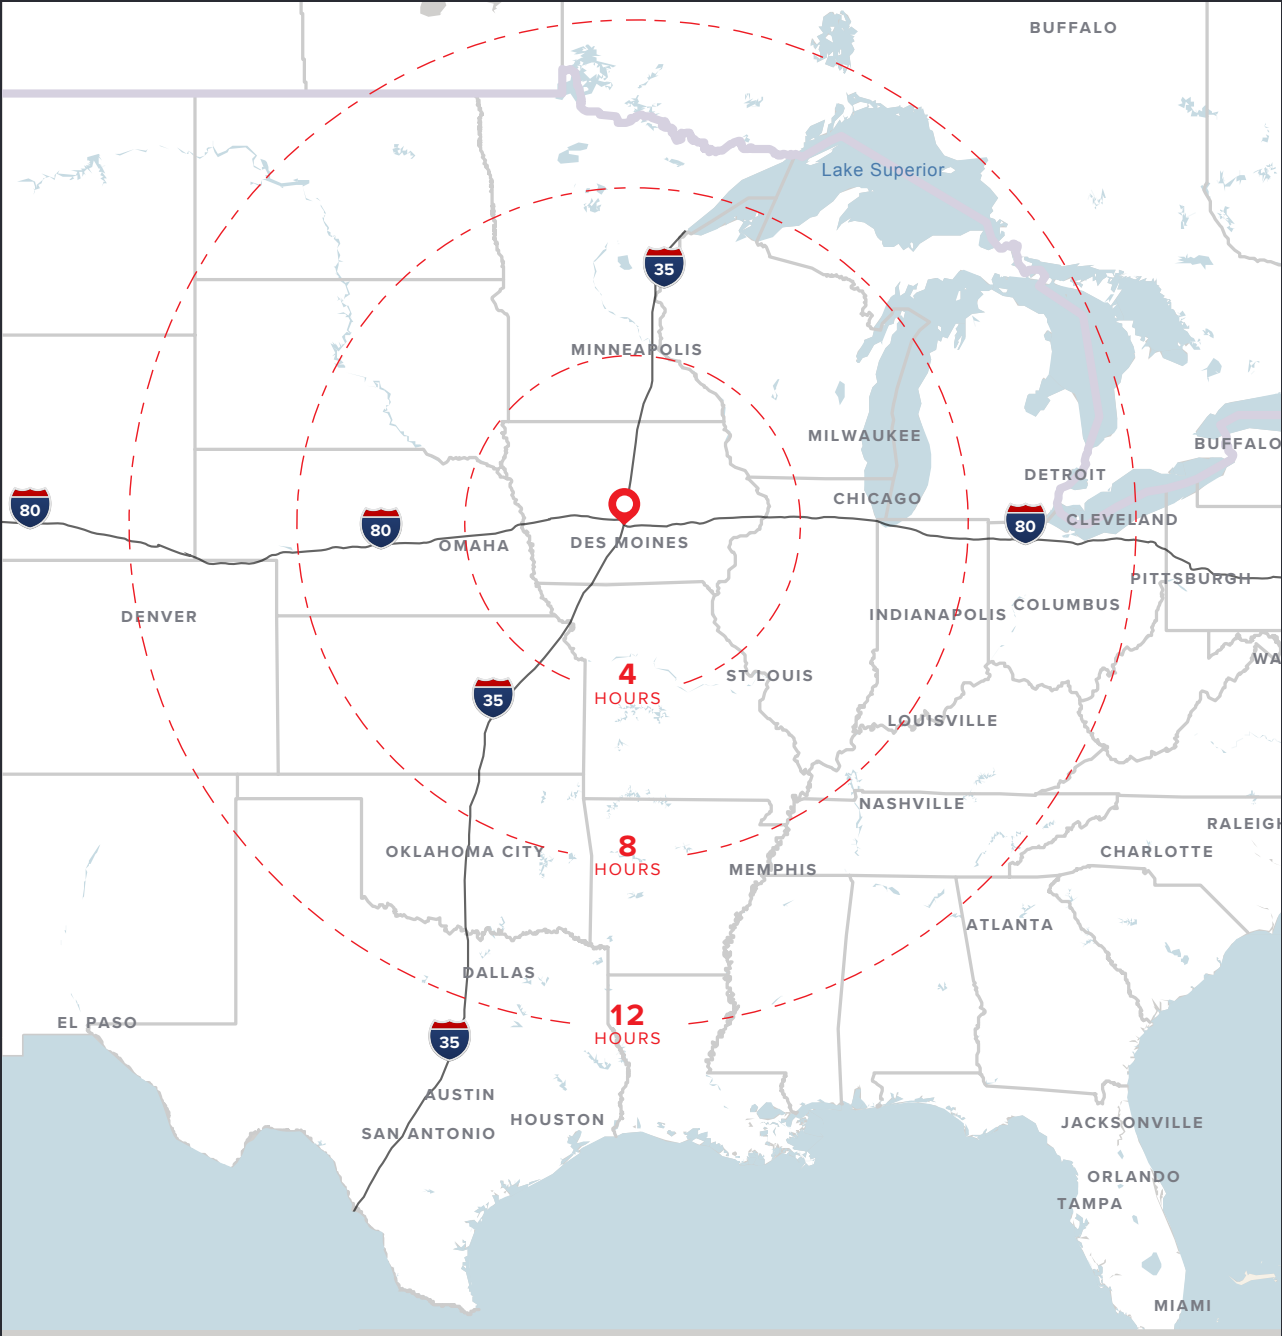 BUFFALO
Lake Superior
35
MINNEAPOLIS
MILWAUKEE
BUFFALO
DETROIT
CHICAGO
80
80
80
CLEVELAND
OMAHA
DES MOINES
PITTSBURGH
DENVER
INDIANAPOLIS
COLUMBUS
WA
4
HOURS
ST LOUIS
35
LOUISVILLE
NASHVILLE
RALEIGH
OKLAHOMA CITY
8
HOURS
CHARLOTTE
MEMPHIS
ATLANTA
DALLAS
12
HOURS
EL PASO
35
AUSTIN
HOUSTON
JACKSONVILLE
SAN ANTONIO
ORLANDO
TAMPA
MIAMI